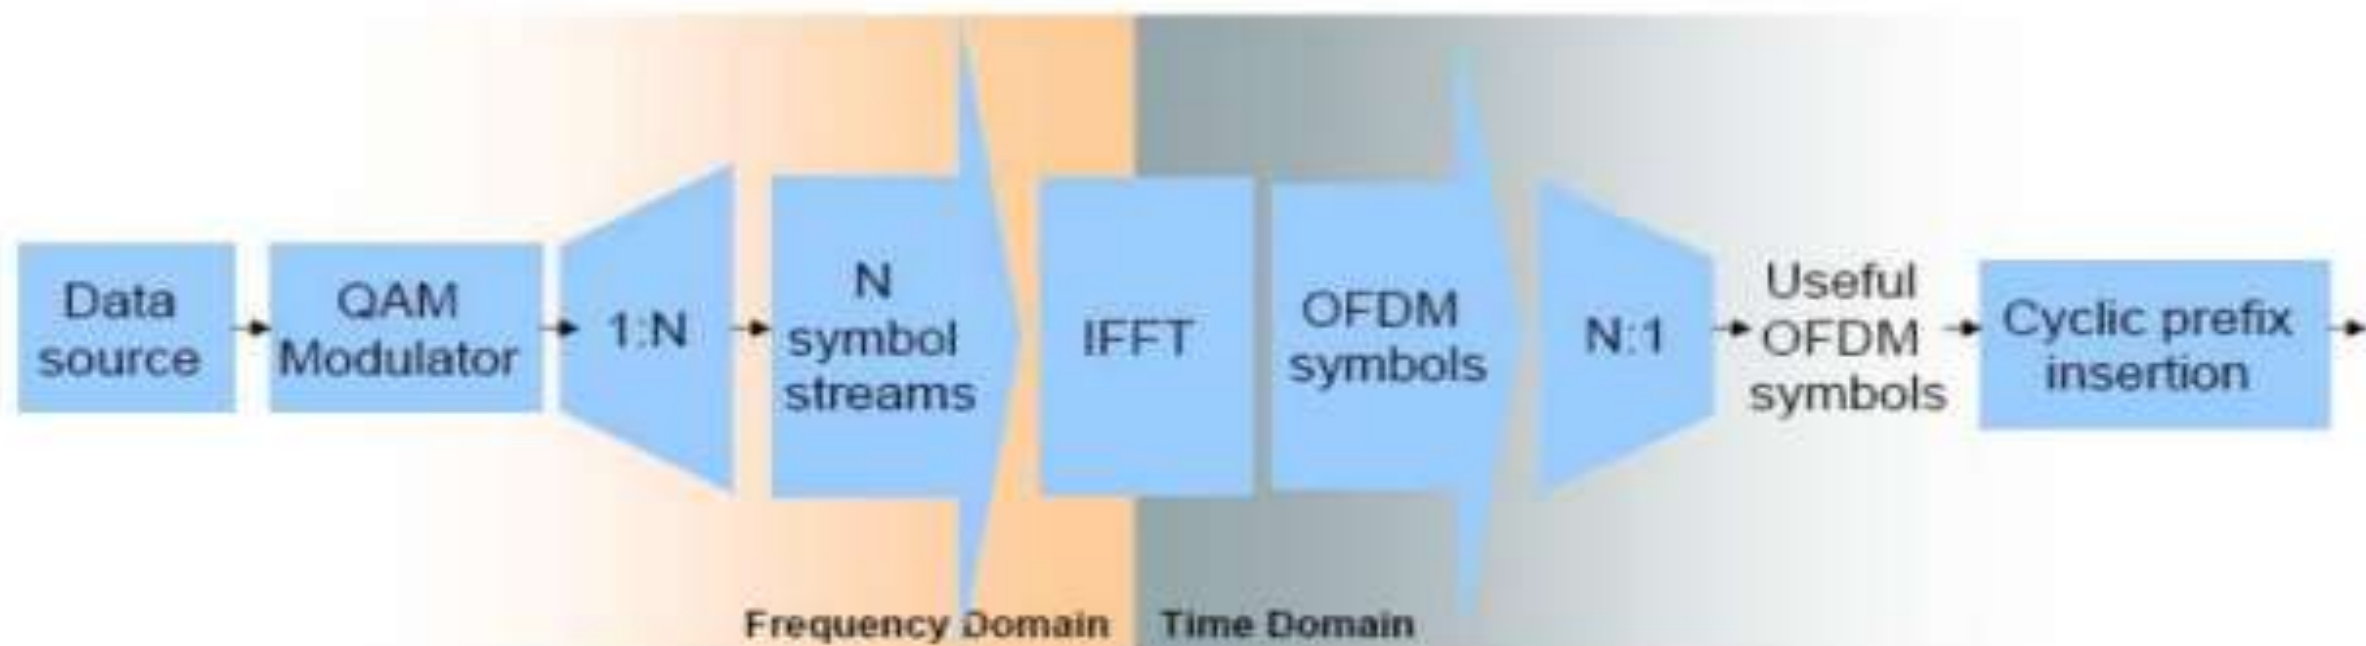 Data
source
QAM
Modulator
1:N
N
symbol
streams
IFFT
OFDM
symbols
N:1
Useful
OFDM
symbols
Cyclic prefix
insertion
Frequency Domain
Time Domain